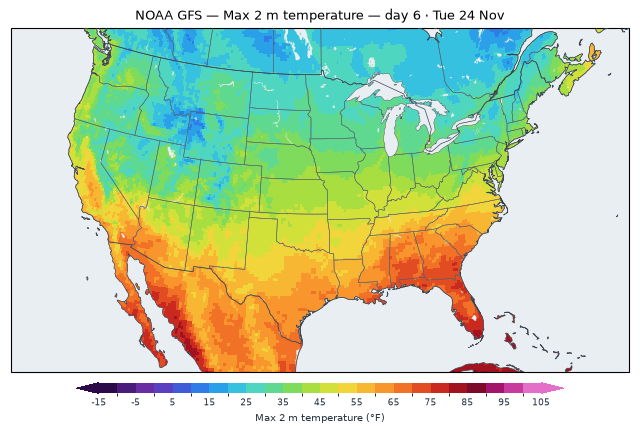 NOAA GFS — Max 2 m temperature — day 6 · Tue 24 Nov
-15 -5 5 15 25 35 45 55 65 75 85 95 105
Max 2 m temperature (°F)